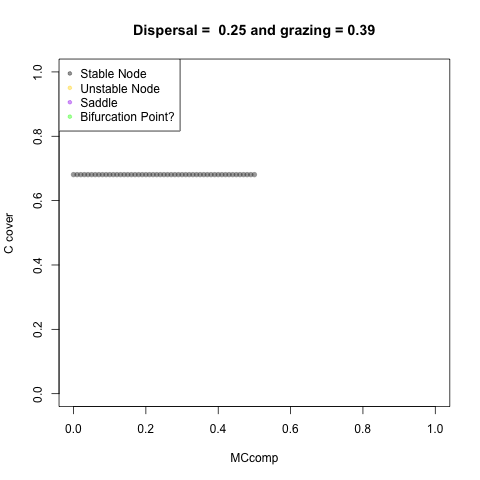 Dispersal =  0.25 and grazing = 0.39
Stable Node
Unstable Node
Saddle
Bifurcation Point?
1.0
0.8
0.6
0.4
0.2
0.0
C cover
0.0 0.2 0.4 0.6 0.8 1.0
MCcomp